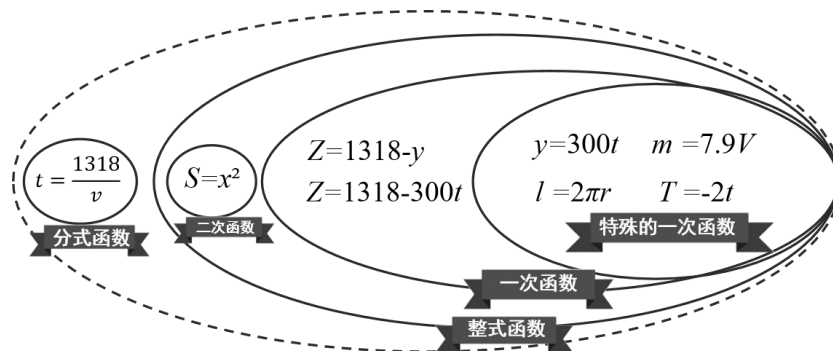 t = 1318/v
分式函数
S=x²
二次函数
Z=1318-y
Z=1318-300t
一次函数
y=300t m =7.9V
l =2πr T =-2t
特殊的一次函数
整式函数